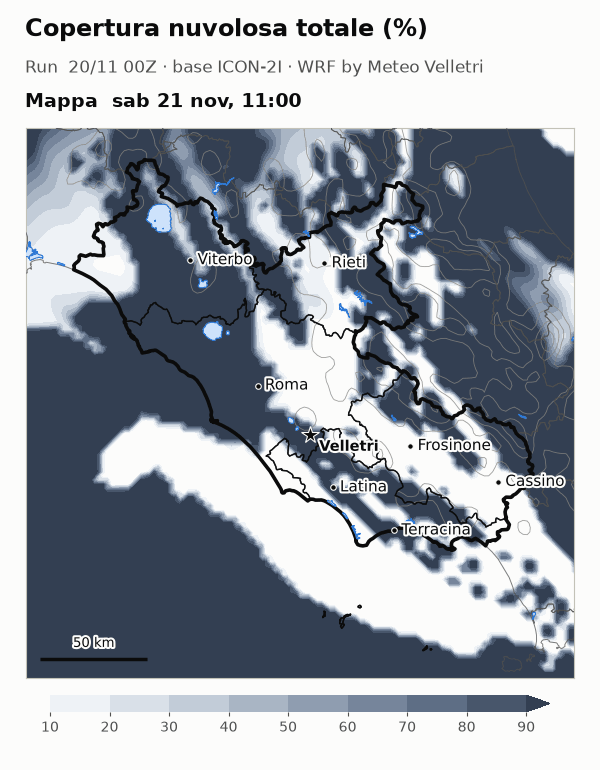 Copertura nuvolosa totale (%)
Run  20/11 00Z · base ICON-2I · WRF by Meteo Velletri
Mappa  sab 21 nov, 11:00
Viterbo
Rieti
Roma
Velletri
Frosinone
Latina
Cassino
Terracina
50 km
10 20 30 40 50 60 70 80 90